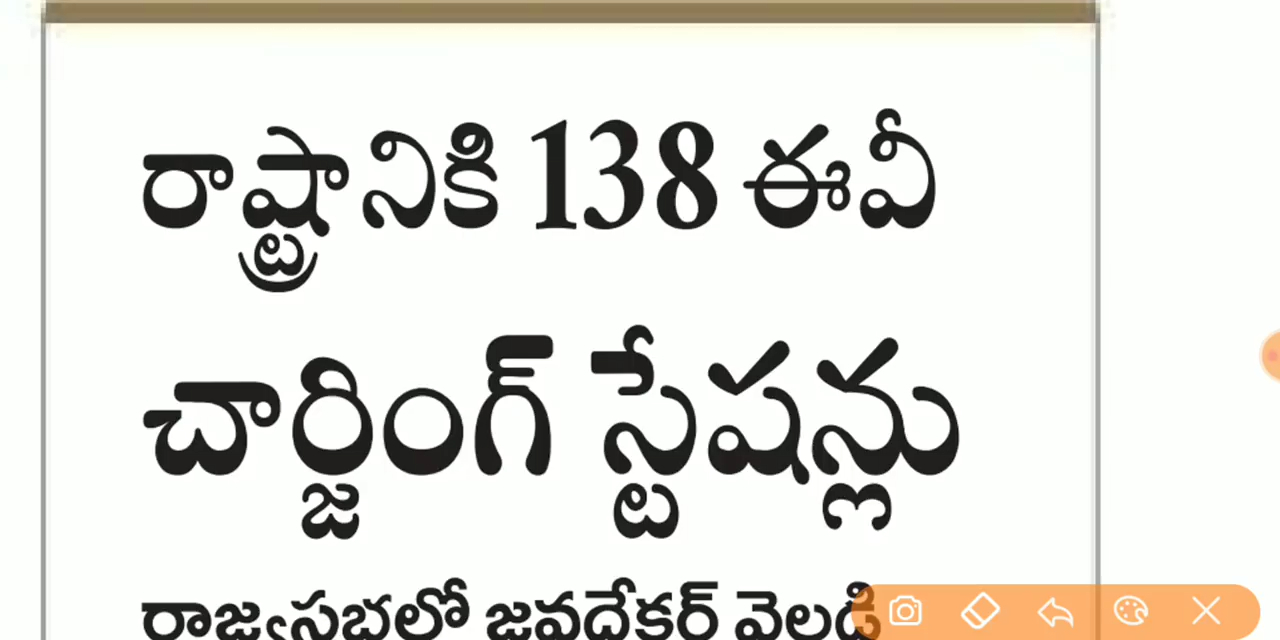 రాష్ట్రానికి 138 ఈవీ
చార్జింగ్ స్టేషన్లు
రాజ్యసభలో జవదేకర్ వెలడి